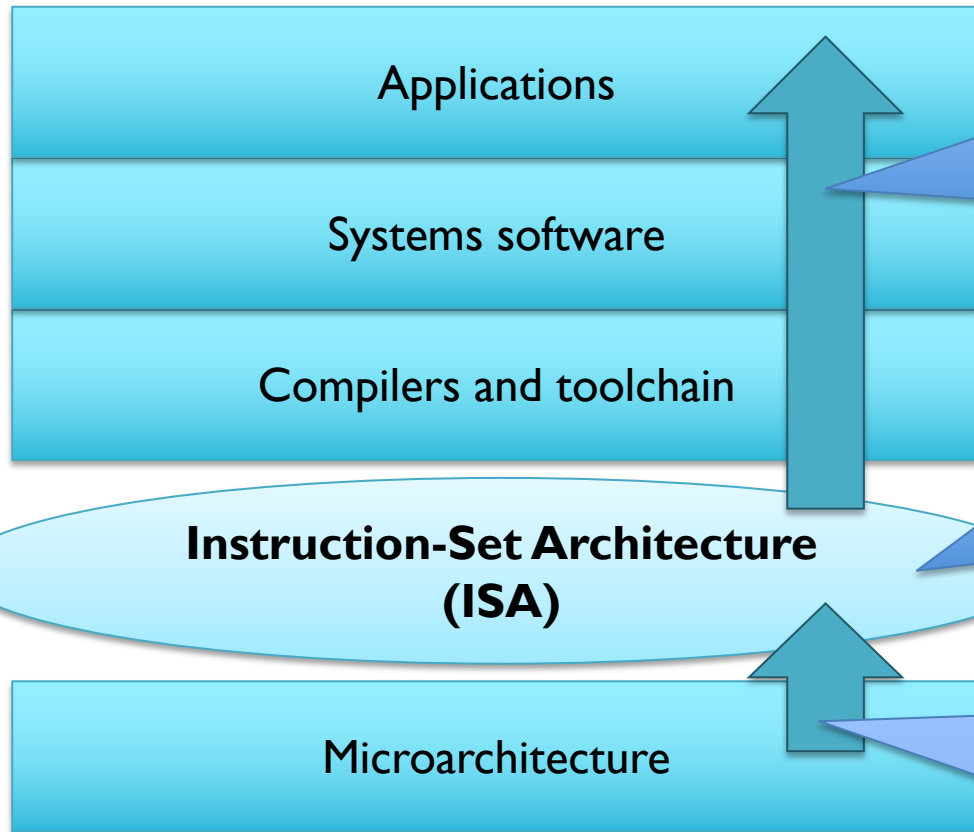 Applications
Systems software
Compilers and toolchain
Instruction-Set Architecture
(ISA)
Microarchitecture